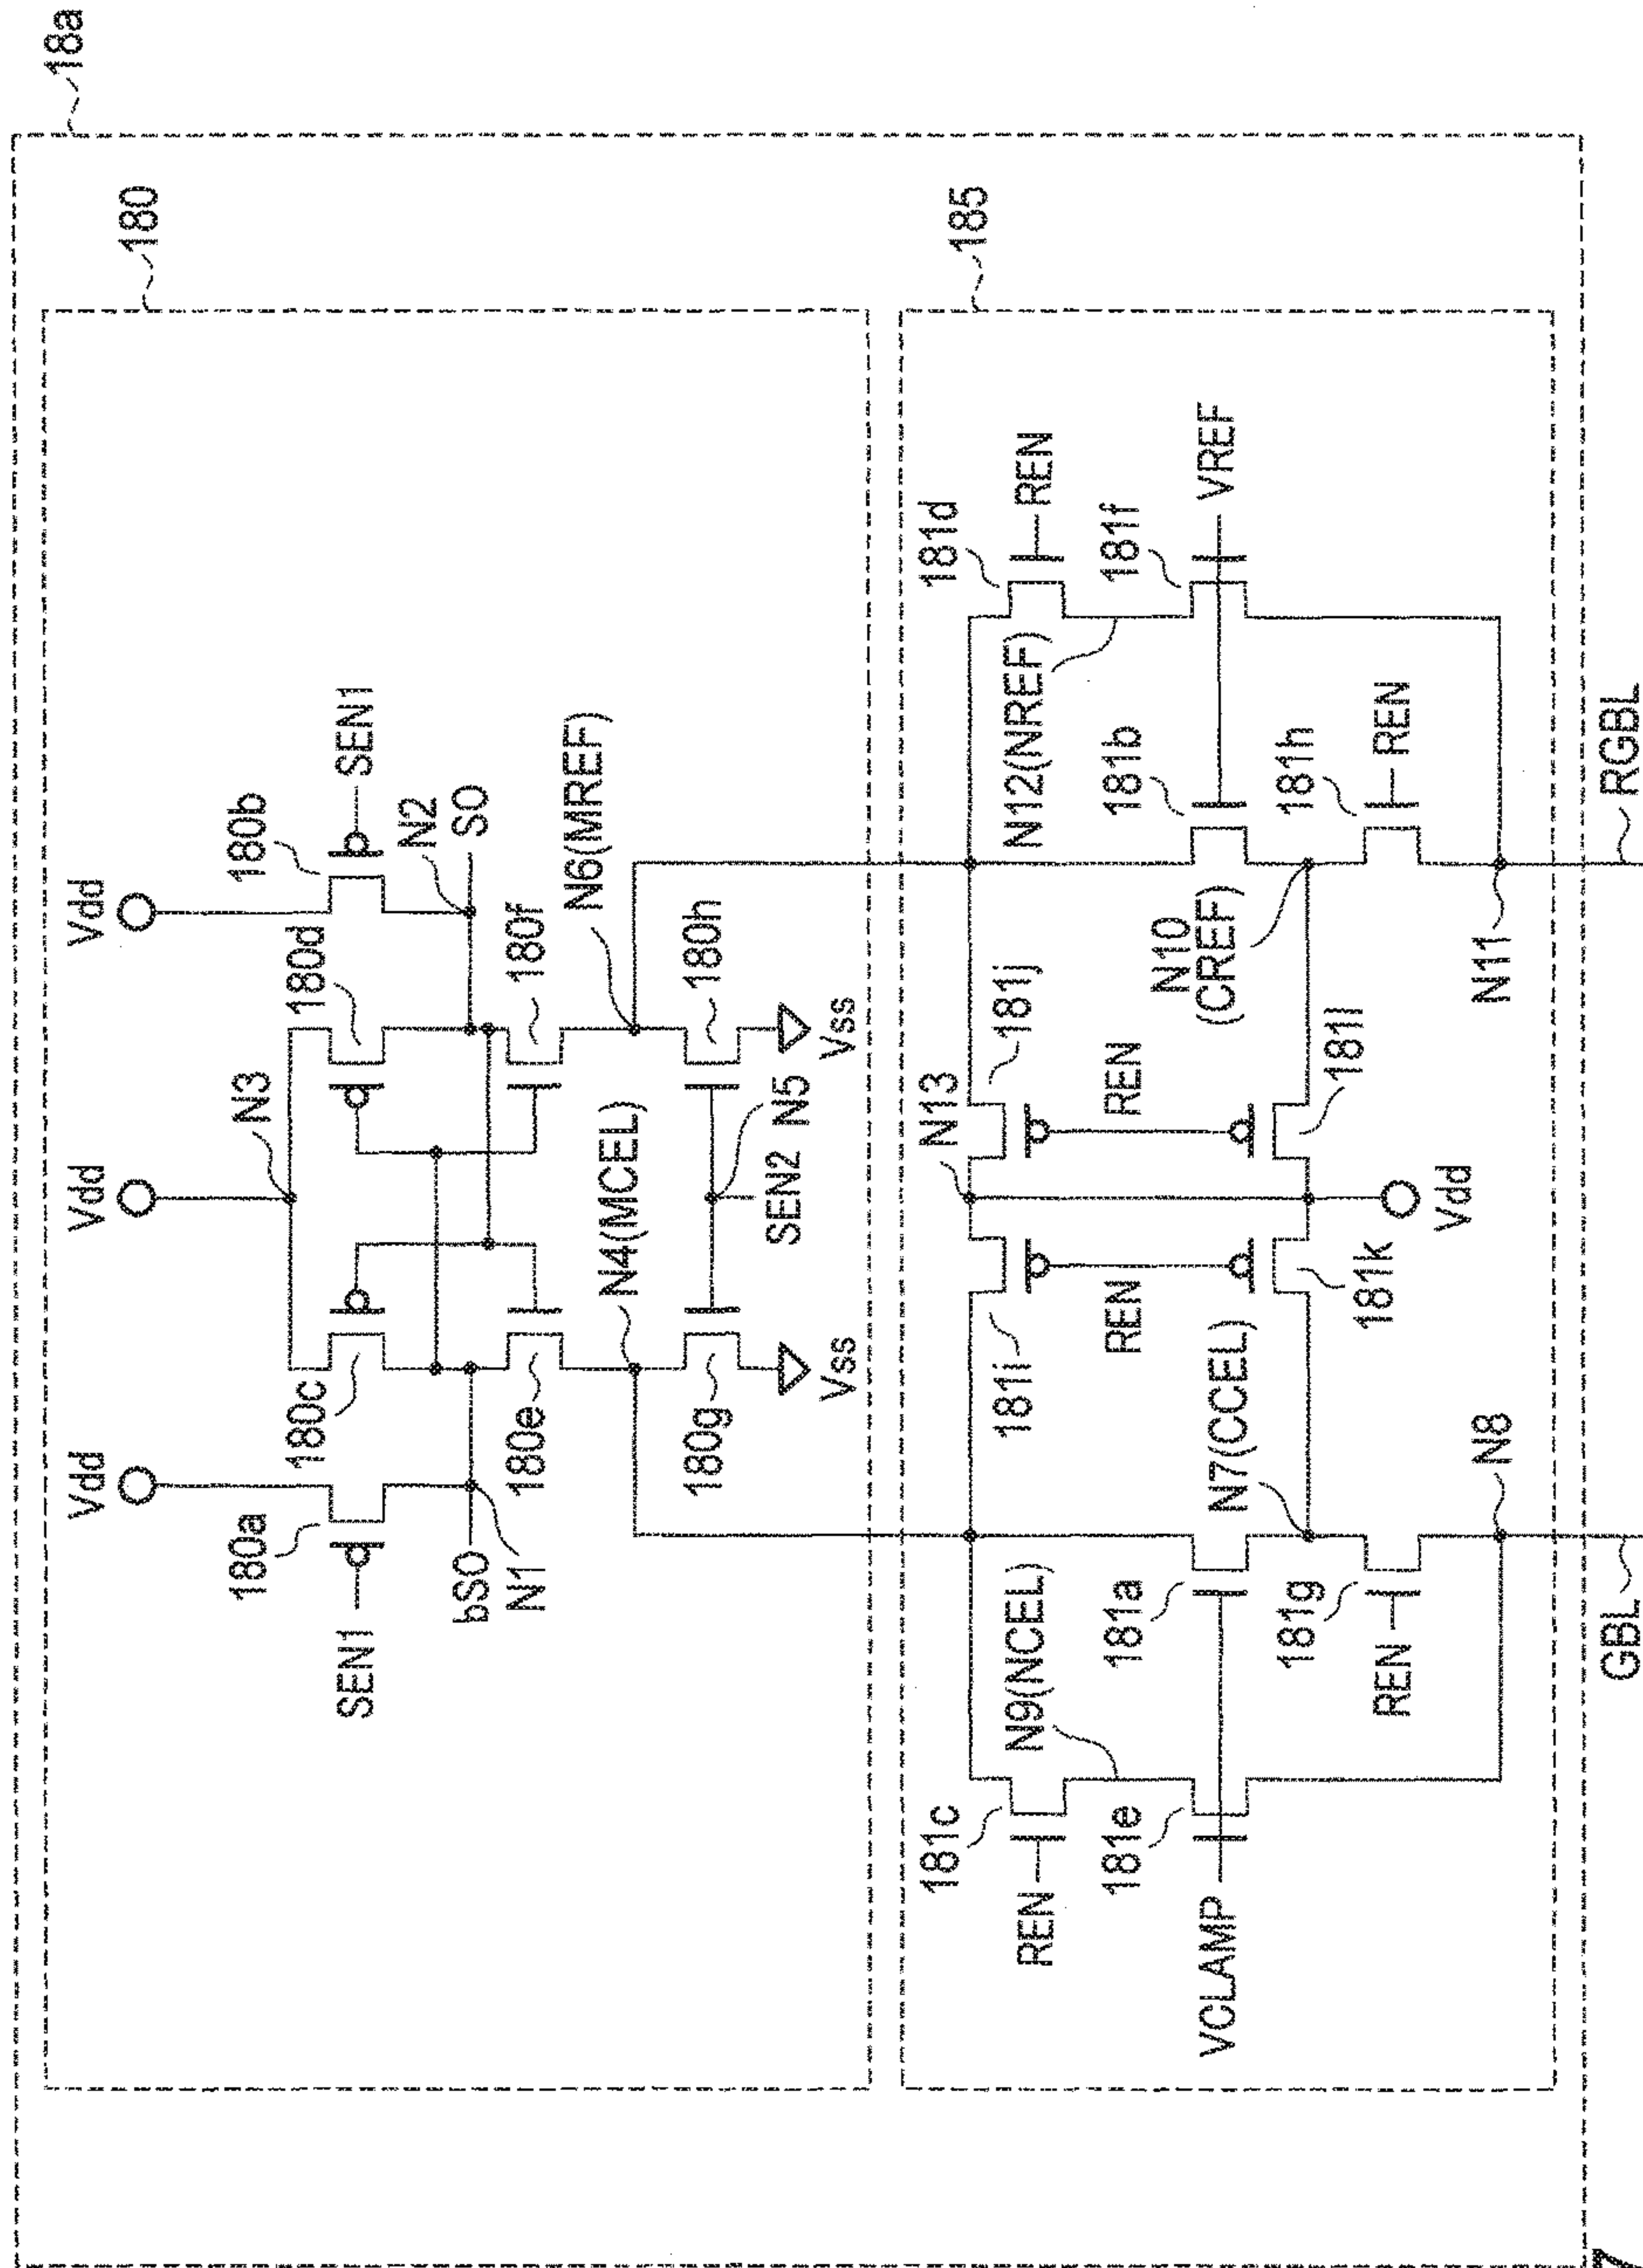 18a
180
Vdd
Vdd
Vdd
N3
180a
180b
SEN1
SEN1
180c
180d
N2
bSO
SO
N1
180e
180f
N4(MCEL)
N6(MREF)
180g
180h
SEN2
N5
Vss
Vss
185
N13
181c
181d
REN
REN
181i
181j
N9(NCEL)
N12(NREF)
REN
REN
181e
181a
181b
181f
VCLAMP
VREF
N7(CCEL)
N10
(CREF)
181g
181k
181l
181h
REN
REN
Vdd
N8
N11
GBL
RGBL
7